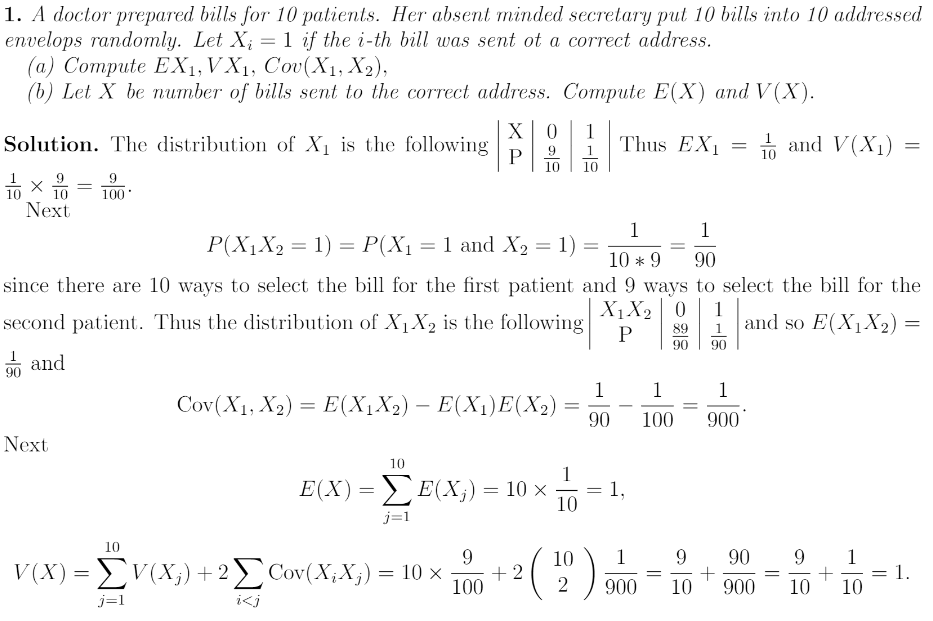 1. A doctor prepared bills for 10 patients. Her absent minded secretary put 10 bills into 10 addressed
envelops randomly. Let X_i = 1 if the i-th bill was sent ot a correct address.
(a) Compute EX_1, VX_1, Cov(X_1, X_2),
(b) Let X be number of bills sent to the correct address. Compute E(X) and V(X).
Solution. The distribution of X_1 is the following | X | 0 | 1 | / | P | 9/10 | 1/10 | Thus EX_1 = 1/10 and V(X_1) =
1/10 × 9/10 = 9/100.
Next
P(X_1X_2 = 1) = P(X_1 = 1 and X_2 = 1) = 1/(10 * 9) = 1/90
since there are 10 ways to select the bill for the first patient and 9 ways to select the bill for the
second patient. Thus the distribution of X_1X_2 is the following | X_1X_2 | 0 | 1 | / | P | 89/90 | 1/90 | and so E(X_1X_2) =
1/90 and
Cov(X_1, X_2) = E(X_1X_2) − E(X_1)E(X_2) = 1/90 − 1/100 = 1/900.
Next
E(X) = ∑_{j=1}^{10} E(X_j) = 10 × 1/10 = 1,
V(X) = ∑_{j=1}^{10} V(X_j) + 2 ∑_{i<j} Cov(X_iX_j) = 10 × 9/100 + 2 (10 2) 1/900 = 9/10 + 90/900 = 9/10 + 1/10 = 1.